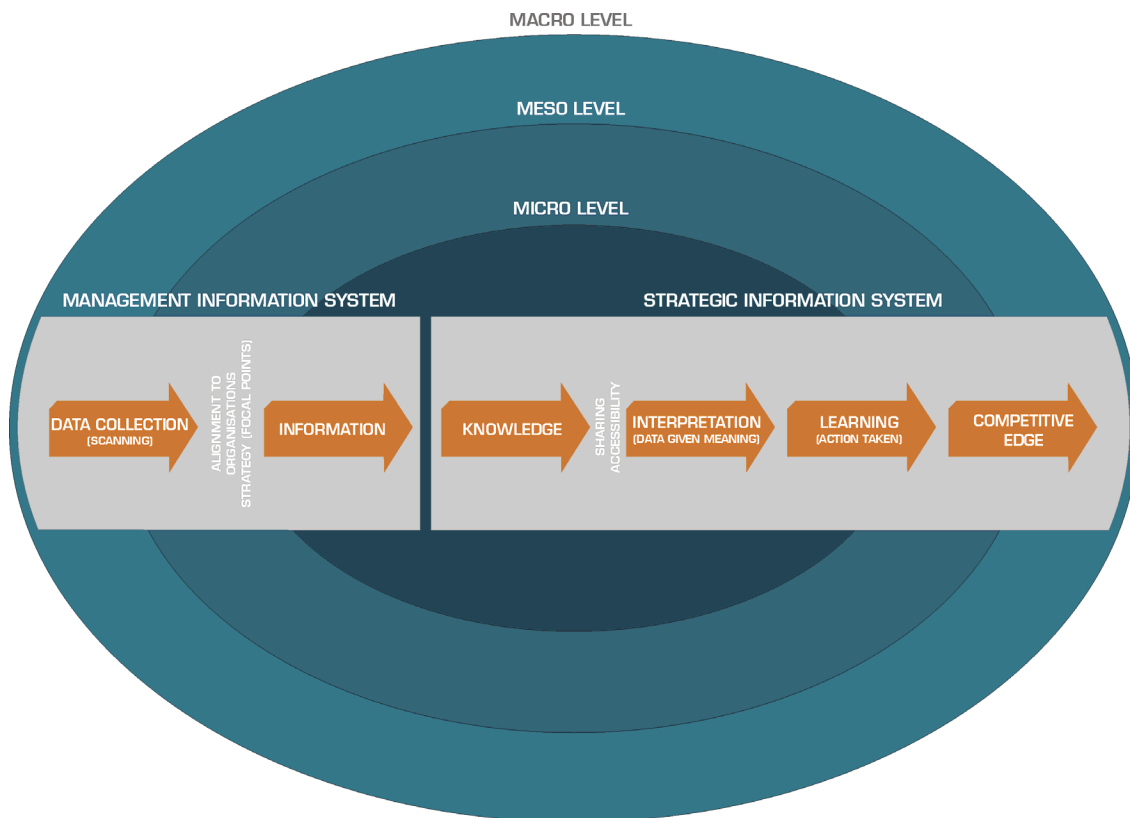 MACRO LEVEL
MESO LEVEL
MICRO LEVEL
MANAGEMENT INFORMATION SYSTEM
STRATEGIC INFORMATION SYSTEM
DATA COLLECTION
(SCANNING)
ALIGNMENT TO
ORGANISATIONS
STRATEGY (FOCAL POINTS)
INFORMATION
KNOWLEDGE
SHARING
ACCESSIBILITY
INTERPRETATION
(DATA GIVEN MEANING)
LEARNING
(ACTION TAKEN)
COMPETITIVE
EDGE